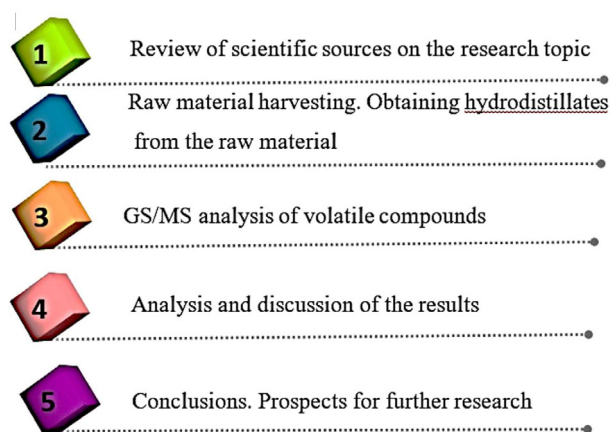 1 Review of scientific sources on the research topic
2 Raw material harvesting. Obtaining hydrodistillates
from the raw material
3 GS/MS analysis of volatile compounds
4 Analysis and discussion of the results
5 Conclusions. Prospects for further research